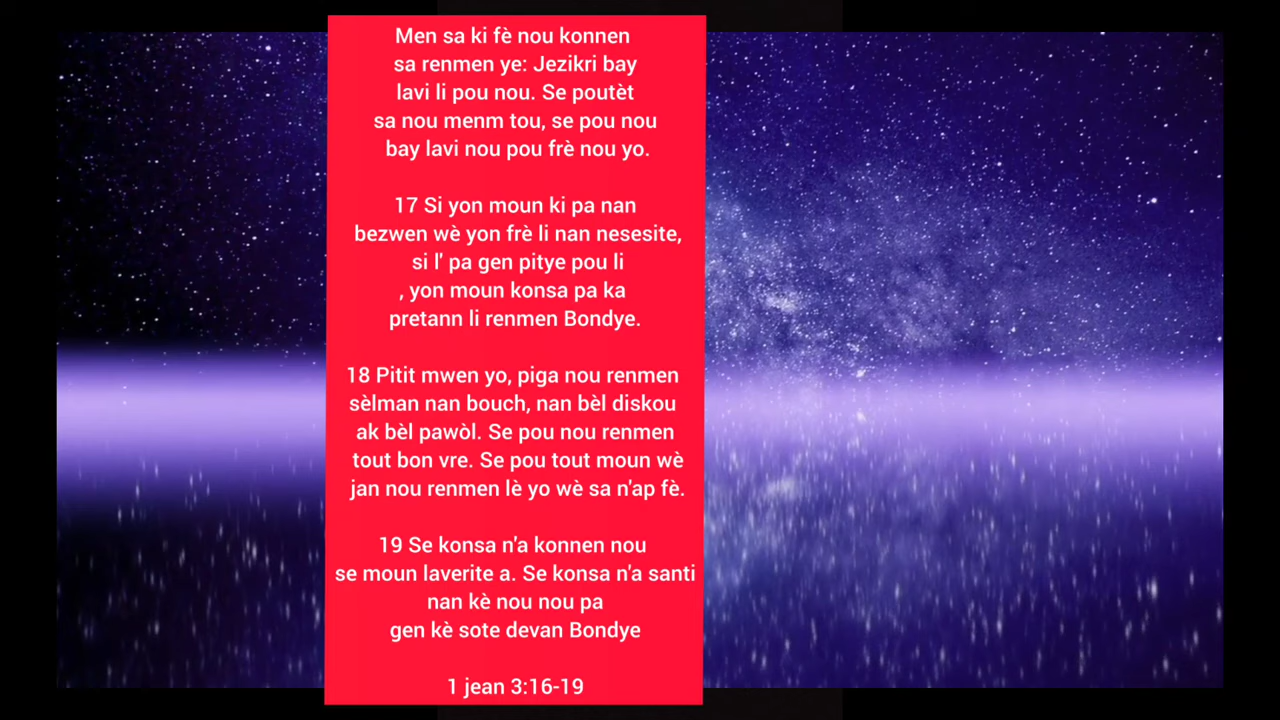 Men sa ki fè nou konnen
sa renmen ye: Jezikri bay
lavi li pou nou. Se poutèt
sa nou menm tou, se pou nou
bay lavi nou pou frè nou yo.
17 Si yon moun ki pa nan
bezwen wè yon frè li nan nesesite,
si l' pa gen pitye pou li
, yon moun konsa pa ka
pretann li renmen Bondye.
18 Pitit mwen yo, piga nou renmen
sèlman nan bouch, nan bèl diskou
ak bèl pawòl. Se pou nou renmen
tout bon vre. Se pou tout moun wè
jan nou renmen lè yo wè sa n'ap fè.
19 Se konsa n'a konnen nou
se moun laverite a. Se konsa n'a santi
nan kè nou nou pa
gen kè sote devan Bondye
1 jean 3:16-19